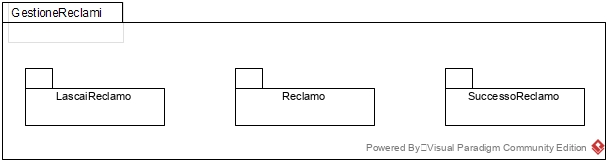 GestioneReclami
LascaiReclamo
Reclamo
SuccessoReclamo
Powered By Visual Paradigm Community Edition